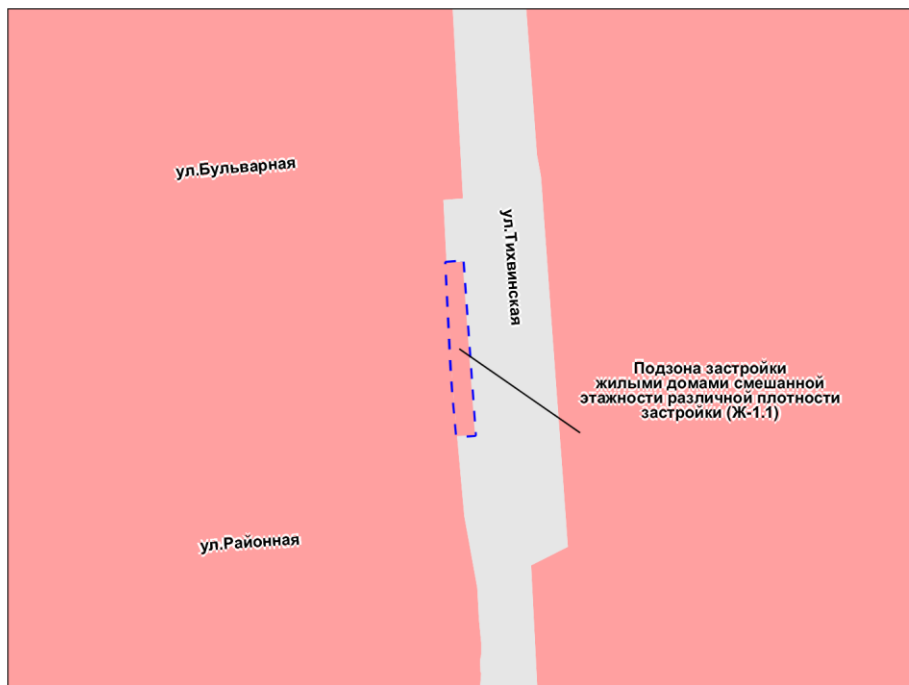 ул.Бульварная
ул.Тихвинская
Подзона застройки
жилыми домами смешанной
этажности различной плотности
застройки (Ж-1.1)
ул.Районная